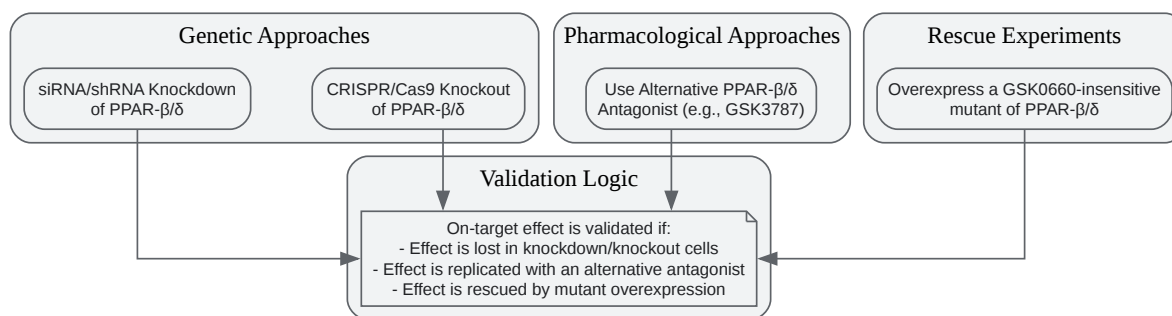 Genetic Approaches
siRNA/shRNA Knockdown
of PPAR-β/δ
CRISPR/Cas9 Knockout
of PPAR-β/δ
Pharmacological Approaches
Use Alternative PPAR-β/δ
Antagonist (e.g., GSK3787)
Rescue Experiments
Overexpress a GSK0660-insensitive
mutant of PPAR-β/δ
Validation Logic
On-target effect is validated if:
- Effect is lost in knockdown/knockout cells
- Effect is replicated with an alternative antagonist
- Effect is rescued by mutant overexpression